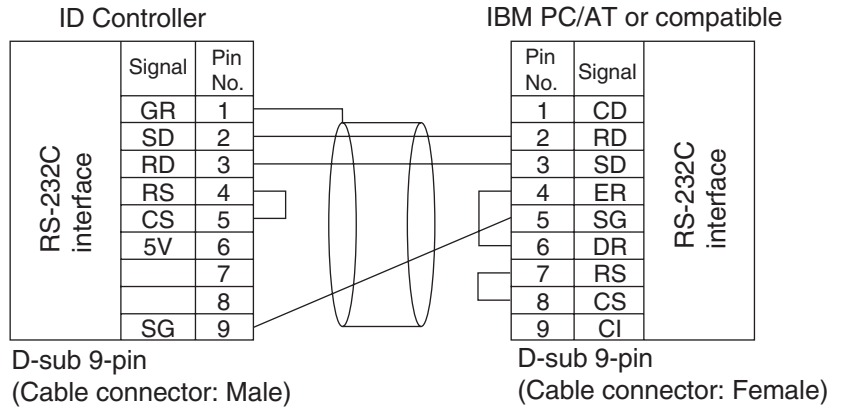 ID Controller
IBM PC/AT or compatible
Signal Pin No.
GR 1
SD 2
RD 3
RS 4
CS 5
5V 6
7
8
SG 9
RS-232C interface
Pin No. Signal
1 CD
2 RD
3 SD
4 ER
5 SG
6 DR
7 RS
8 CS
9 CI
RS-232C interface
D-sub 9-pin
(Cable connector: Male)
D-sub 9-pin
(Cable connector: Female)